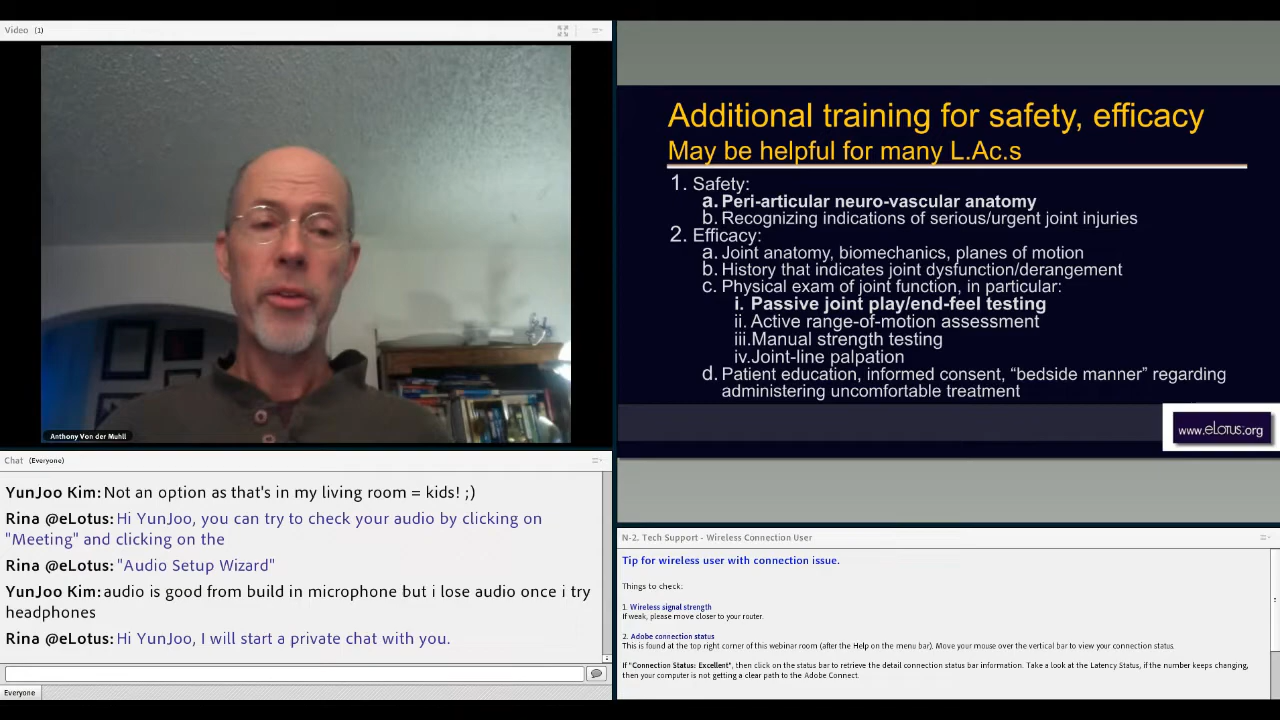 Video (1)
Anthony Von der Muhll
Chat (Everyone)
YunJoo Kim: Not an option as that's in my living room = kids! ;)
Rina @eLotus: Hi YunJoo, you can try to check your audio by clicking on
"Meeting" and clicking on the
Rina @eLotus: "Audio Setup Wizard"
YunJoo Kim: audio is good from build in microphone but i lose audio once i try
headphones
Rina @eLotus: Hi YunJoo, I will start a private chat with you.
Everyone
Additional training for safety, efficacy
May be helpful for many L.Ac.s
1. Safety:
a. Peri-articular neuro-vascular anatomy
b. Recognizing indications of serious/urgent joint injuries
2. Efficacy:
a. Joint anatomy, biomechanics, planes of motion
b. History that indicates joint dysfunction/derangement
c. Physical exam of joint function, in particular:
i. Passive joint play/end-feel testing
ii. Active range-of-motion assessment
iii. Manual strength testing
iv. Joint-line palpation
d. Patient education, informed consent, “bedside manner” regarding
administering uncomfortable treatment
www.eLotus.org
N-2. Tech Support - Wireless Connection User
Tip for wireless user with connection issue.
Things to check:
1. Wireless signal strength
If weak, please move closer to your router.
2. Adobe connection status
This is found at the top right corner of this webinar room (after the Help on the menu bar). Move your mouse over the vertical bar to view your connection status.
If "Connection Status: Excellent", then click on the status bar to retrieve the detail connection status bar information. Take a look at the Latency Status, if the number keeps changing,
then your computer is not getting a clear path to the Adobe Connect.